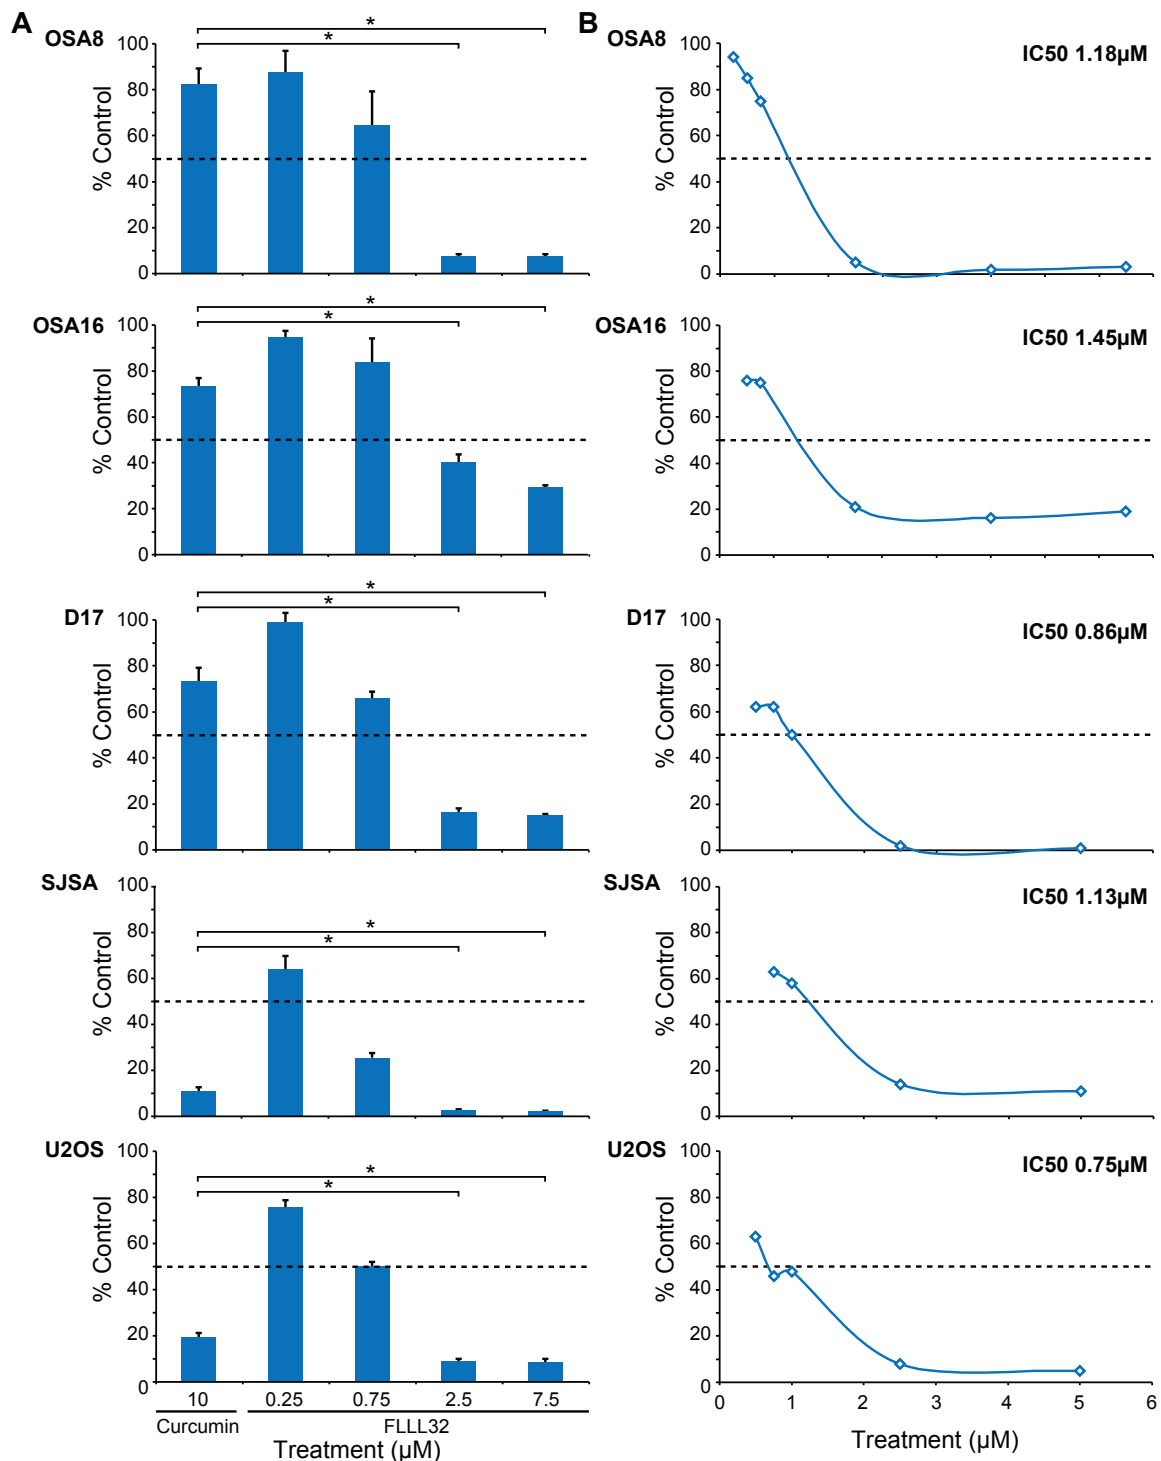 A
B
OSA8
% Control
100
80
60
40
20
0
*
*
OSA8
% Control
100
80
60
40
20
0
IC50 1.18µM
OSA16
% Control
100
80
60
40
20
0
*
*
OSA16
% Control
100
80
60
40
20
0
IC50 1.45µM
D17
% Control
100
80
60
40
20
0
*
*
D17
% Control
100
80
60
40
20
0
IC50 0.86µM
SJSA
% Control
100
80
60
40
20
0
*
*
SJSA
% Control
100
80
60
40
20
0
IC50 1.13µM
U2OS
% Control
100
80
60
40
20
0
*
*
10 0.25 0.75 2.5 7.5
Curcumin FLLL32
Treatment (µM)
U2OS
% Control
100
80
60
40
20
0
IC50 0.75µM
0 1 2 3 4 5 6
Treatment (µM)